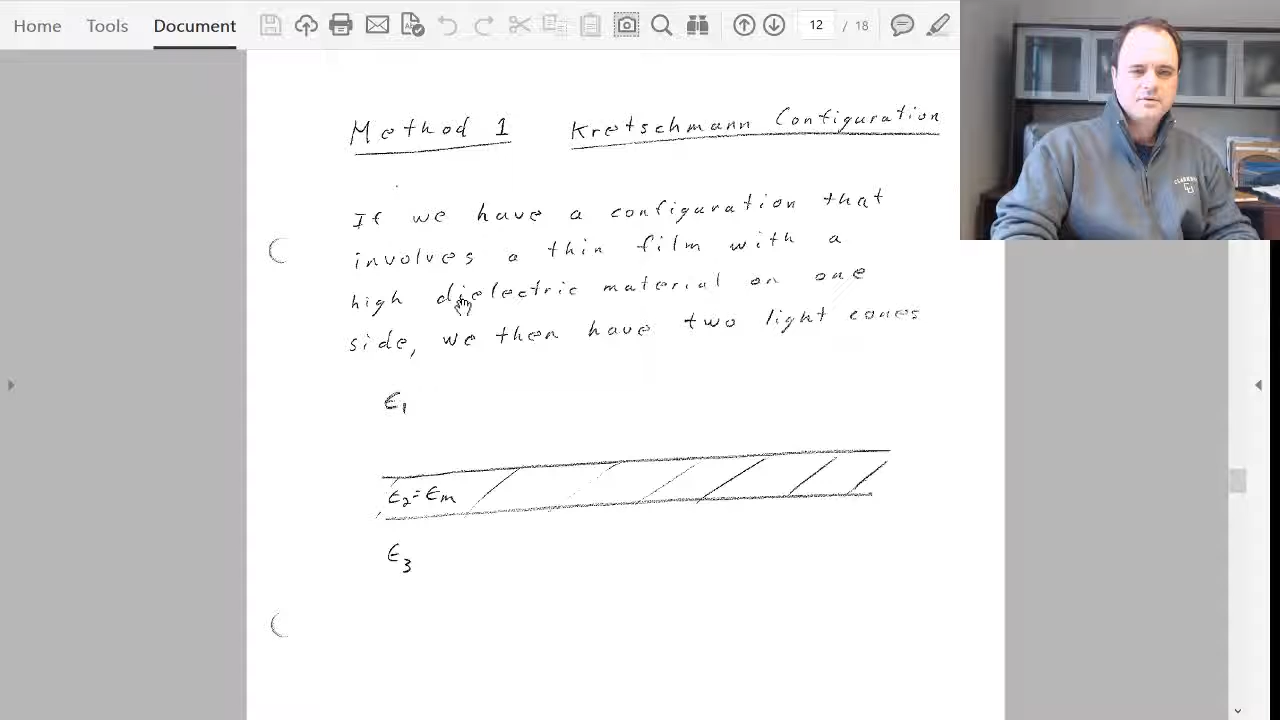 Home Tools Document 12 / 18
Method 1 Kretschmann Configuration
If we have a configuration that
involves a thin film with a
high dielectric material on one
side, we then have two light cones
ϵ₁
ϵ₂=ϵₘ
ϵ₃